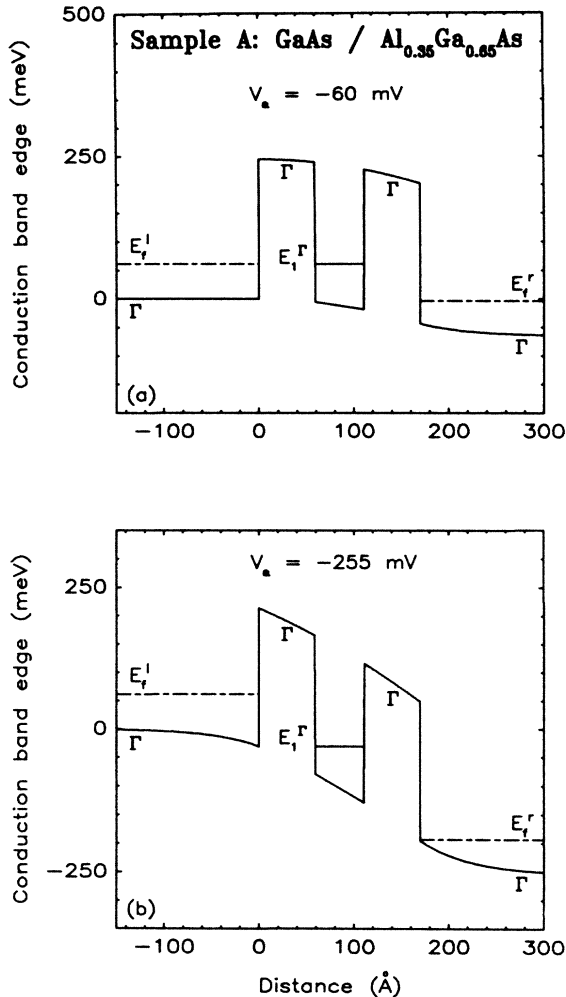 500
Sample A: GaAs / Al0.35Ga0.65As
Va = -60 mV
Conduction band edge (meV)
250
Γ
Γ
Ef^l
E1^Γ
Ef^r
0
Γ
Γ
(a)
-100 0 100 200 300
Va = -255 mV
Conduction band edge (meV)
250
Γ
Ef^l
Γ
0
Γ
E1^Γ
Ef^r
-250
Γ
(b)
-100 0 100 200 300
Distance (Å)